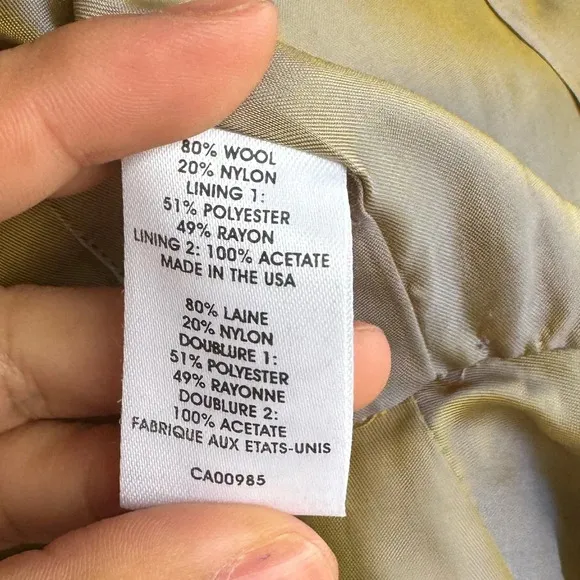 80% WOOL
20% NYLON
LINING 1:
51% POLYESTER
49% RAYON
LINING 2: 100% ACETATE
MADE IN THE USA
80% LAINE
20% NYLON
DOUBLURE 1:
51% POLYESTER
49% RAYONNE
DOUBLURE 2:
100% ACETATE
FABRIQUE AUX ETATS-UNIS
CA00985